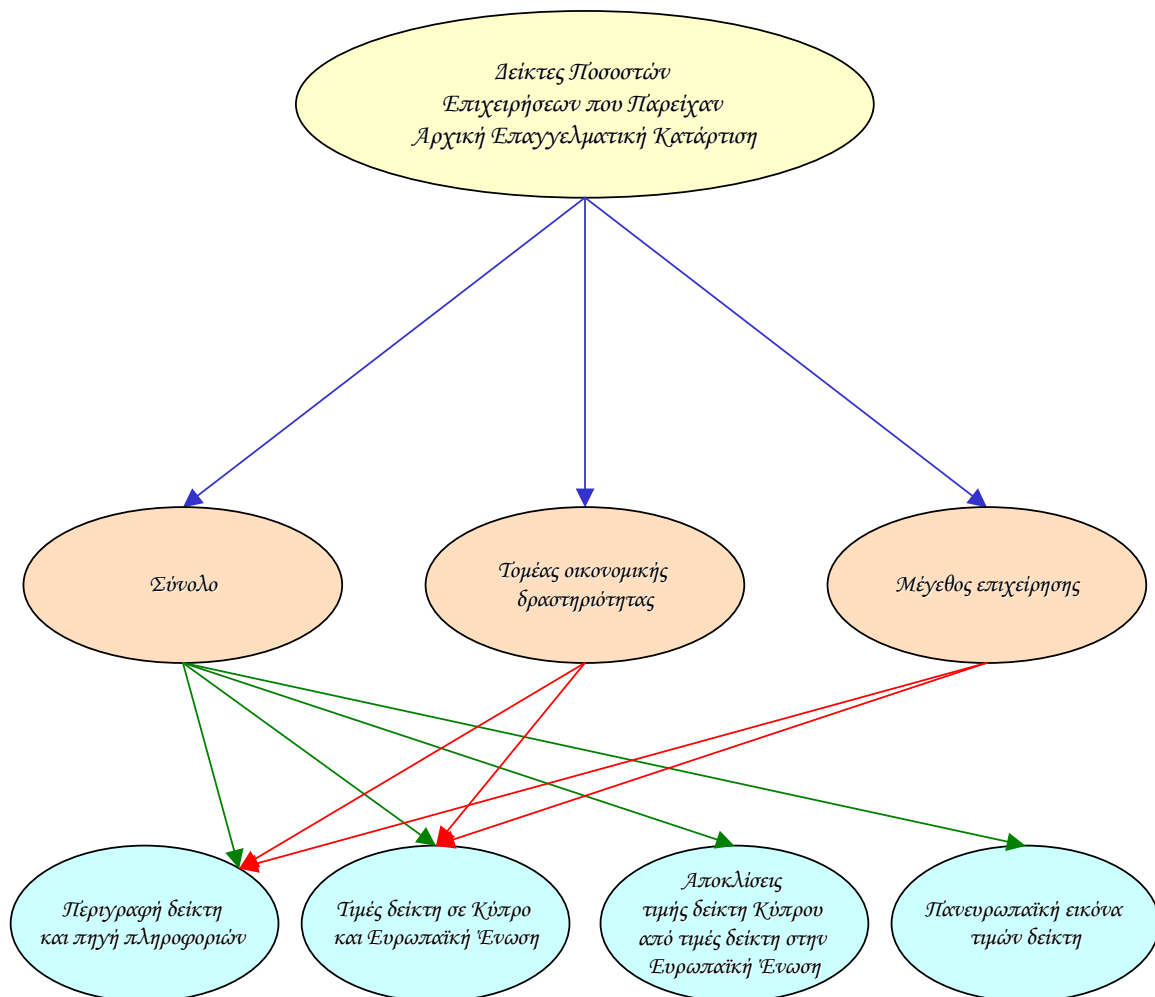 Δείκτες Ποσοστών
Επιχειρήσεων που Παρείχαν
Αρχική Επαγγελματική Κατάρτιση
Σύνολο
Τομέας οικονομικής
δραστηριότητας
Μέγεθος επιχείρησης
Περιγραφή δείκτη
και πηγή πληροφοριών
Τιμές δείκτη σε Κύπρο
και Ευρωπαϊκή Ένωση
Αποκλίσεις
τιμής δείκτη Κύπρου
από τιμές δείκτη στην
Ευρωπαϊκή Ένωση
Πανευρωπαϊκή εικόνα
τιμών δείκτη